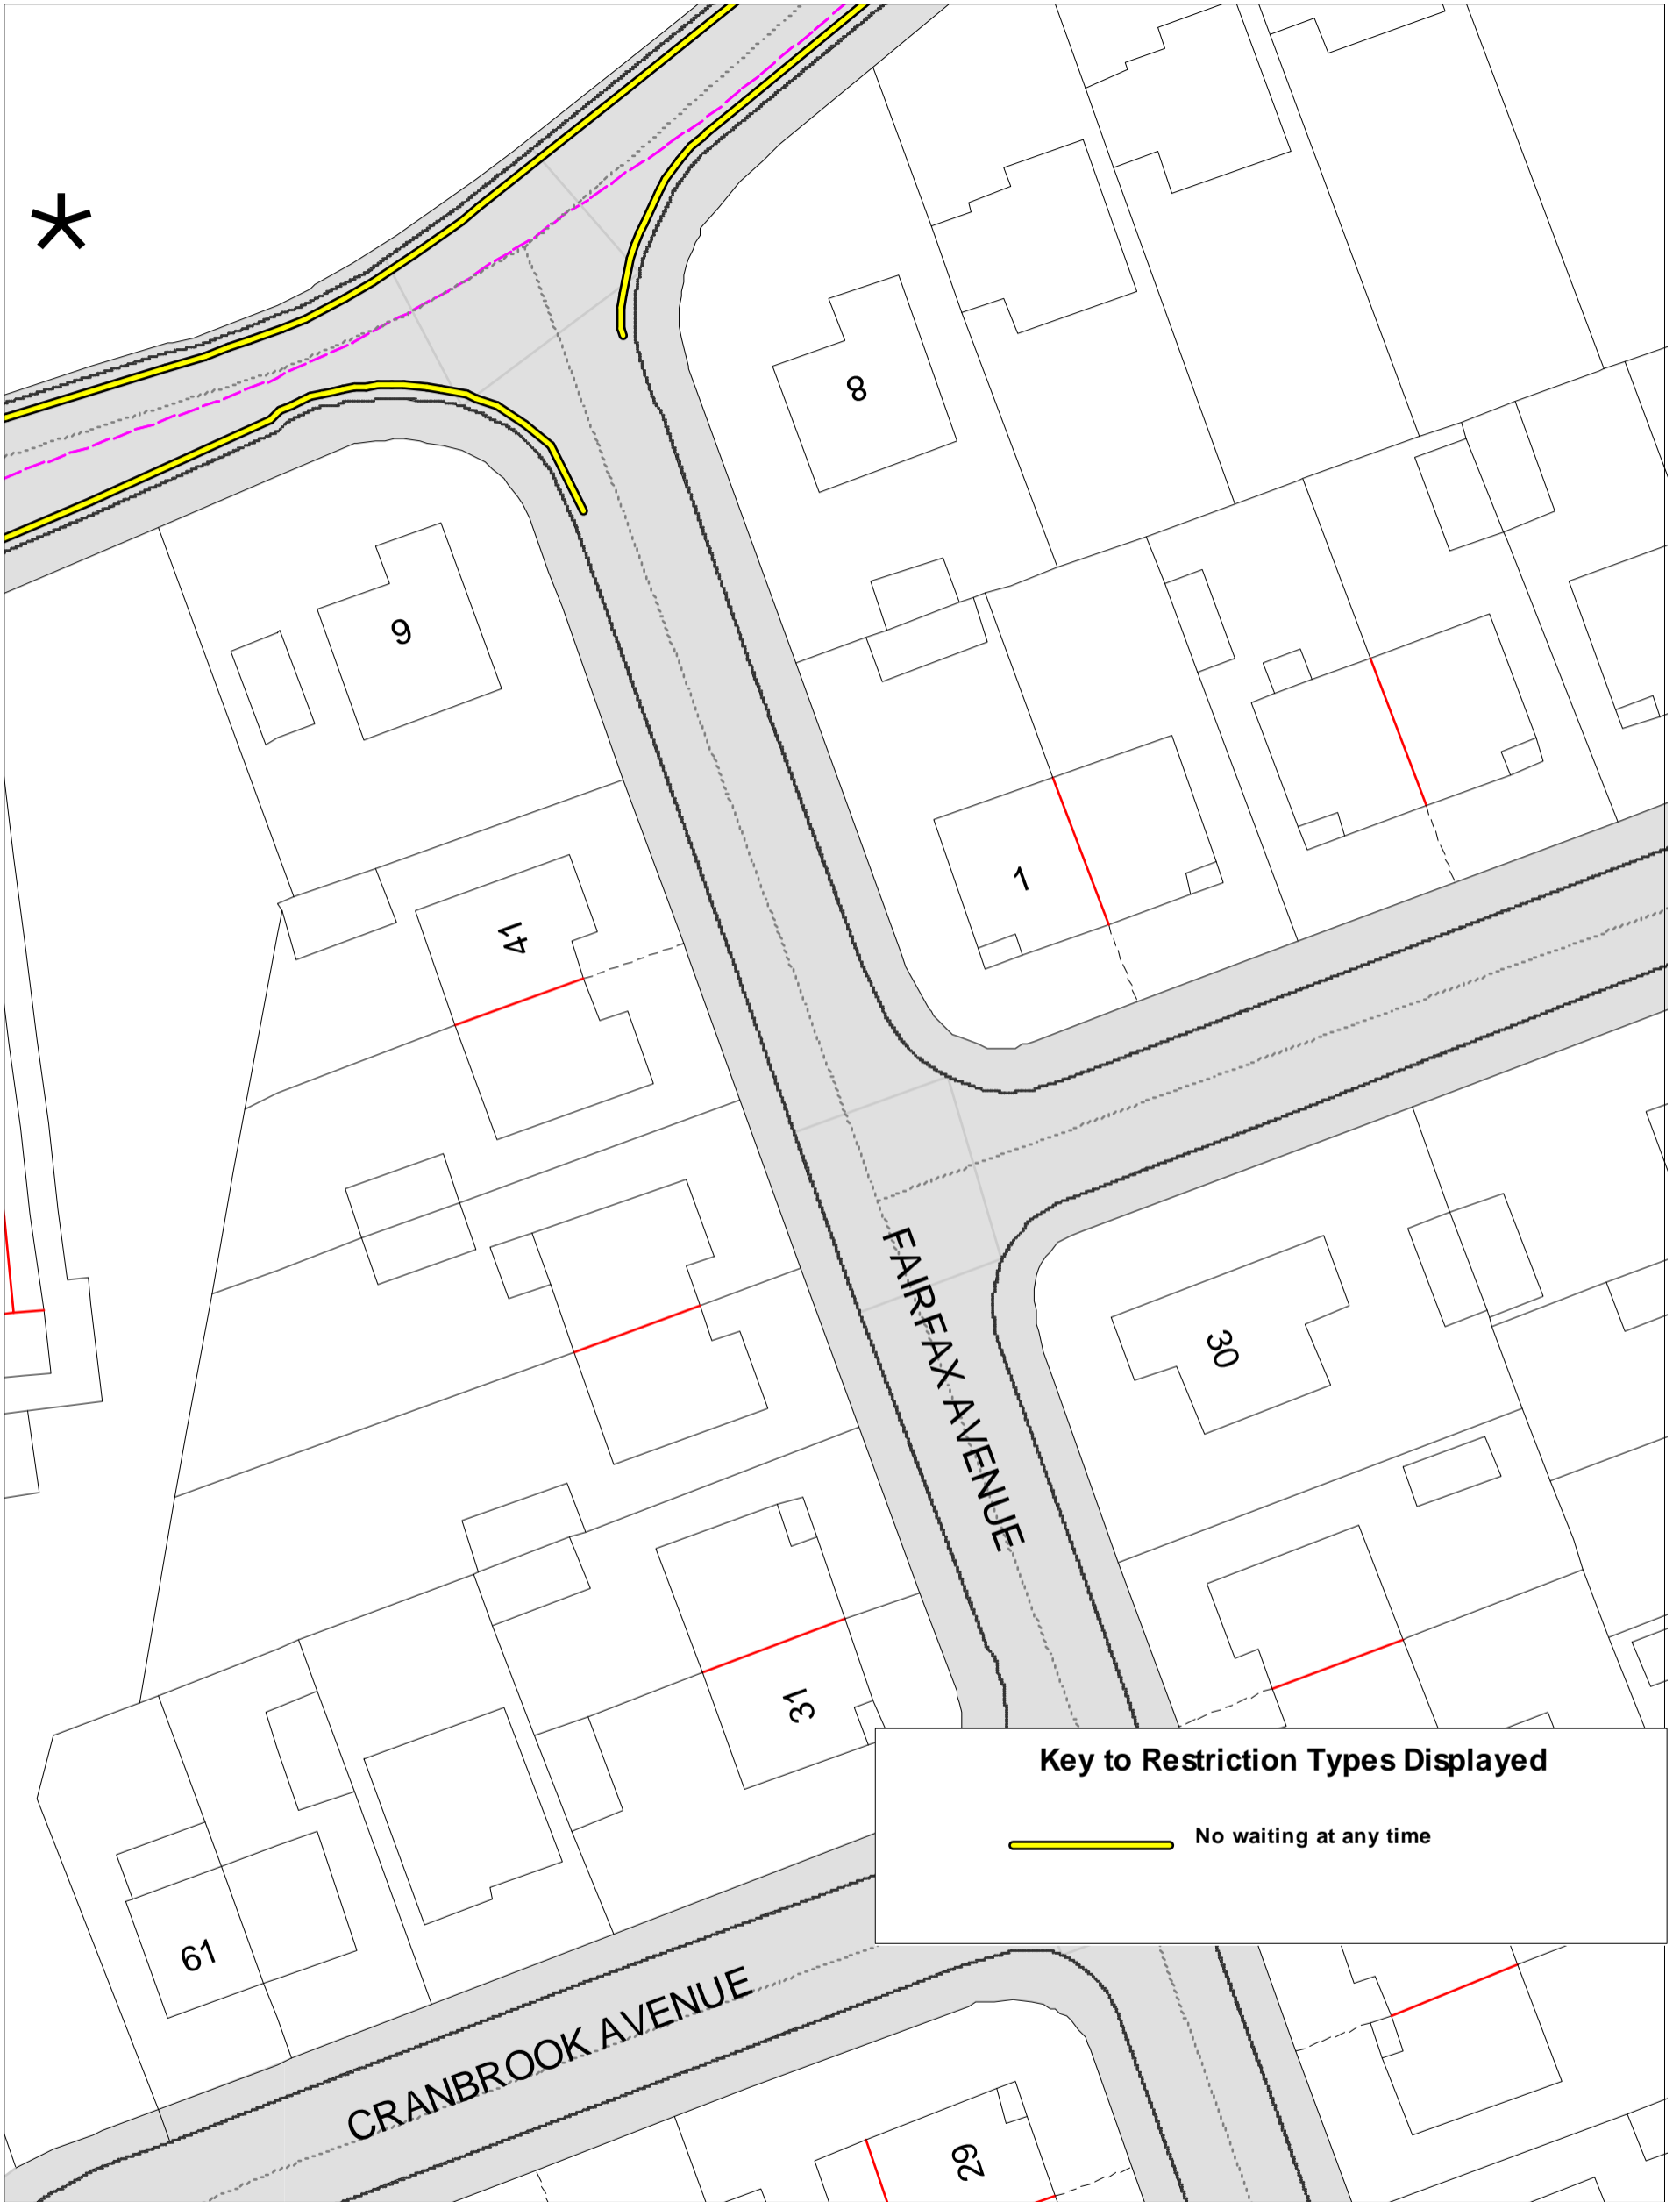 *
8
9
41
1
FAIRFAX AVENUE
30
31
Key to Restriction Types Displayed
No waiting at any time
61
CRANBROOK AVENUE
29